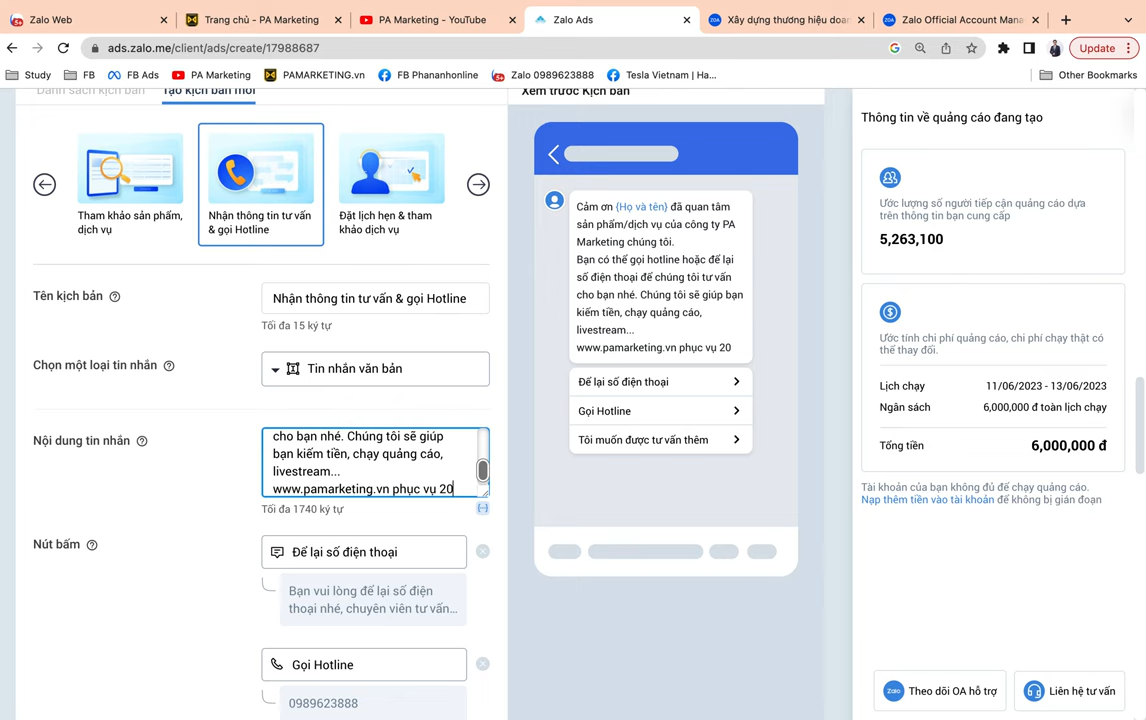 Zalo Web
Trang chủ - PA Marketing
PA Marketing - YouTube
Zalo Ads
Xây dựng thương hiệu doan
Zalo Official Account Mana
ads.zalo.me/client/ads/create/17988687
Update
Study
FB
FB Ads
PA Marketing
PAMARKETING.vn
FB Phananhonline
Zalo 0989623888
Tesla Vietnam | Ha...
Other Bookmarks
Danh sách kịch bản
Tạo kịch bản mới
Tham khảo sản phẩm,
dịch vụ
Nhận thông tin tư vấn
& gọi Hotline
Đặt lịch hẹn & tham
khảo dịch vụ
Tên kịch bản
Nhận thông tin tư vấn & gọi Hotline
Tối đa 15 ký tự
Chọn một loại tin nhắn
Tin nhắn văn bản
Nội dung tin nhắn
cho bạn nhé. Chúng tôi sẽ giúp
bạn kiếm tiền, chạy quảng cáo,
livestream...
www.pamarketing.vn phục vụ 20
Tối đa 1740 ký tự
Nút bấm
Để lại số điện thoại
Bạn vui lòng để lại số điện
thoại nhé, chuyên viên tư vấn...
Gọi Hotline
0989623888
Xem trước Kịch bản
Cảm ơn {Họ và tên} đã quan tâm
sản phẩm/dịch vụ của công ty PA
Marketing chúng tôi.
Bạn có thể gọi hotline hoặc để lại
số điện thoại để chúng tôi tư vấn
cho bạn nhé. Chúng tôi sẽ giúp bạn
kiếm tiền, chạy quảng cáo,
livestream...
www.pamarketing.vn phục vụ 20
Để lại số điện thoại
Gọi Hotline
Tôi muốn được tư vấn thêm
Thông tin về quảng cáo đang tạo
Ước lượng số người tiếp cận quảng cáo dựa
trên thông tin bạn cung cấp
5,263,100
Ước tính chi phí quảng cáo, chi phí chạy thật có
thể thay đổi.
Lịch chạy
11/06/2023 - 13/06/2023
Ngân sách
6,000,000 đ toàn lịch chạy
Tổng tiền
6,000,000 đ
Tài khoản của bạn không đủ để chạy quảng cáo.
Nạp thêm tiền vào tài khoản để không bị gián đoạn
Zalo
Theo dõi OA hỗ trợ
Liên hệ tư vấn